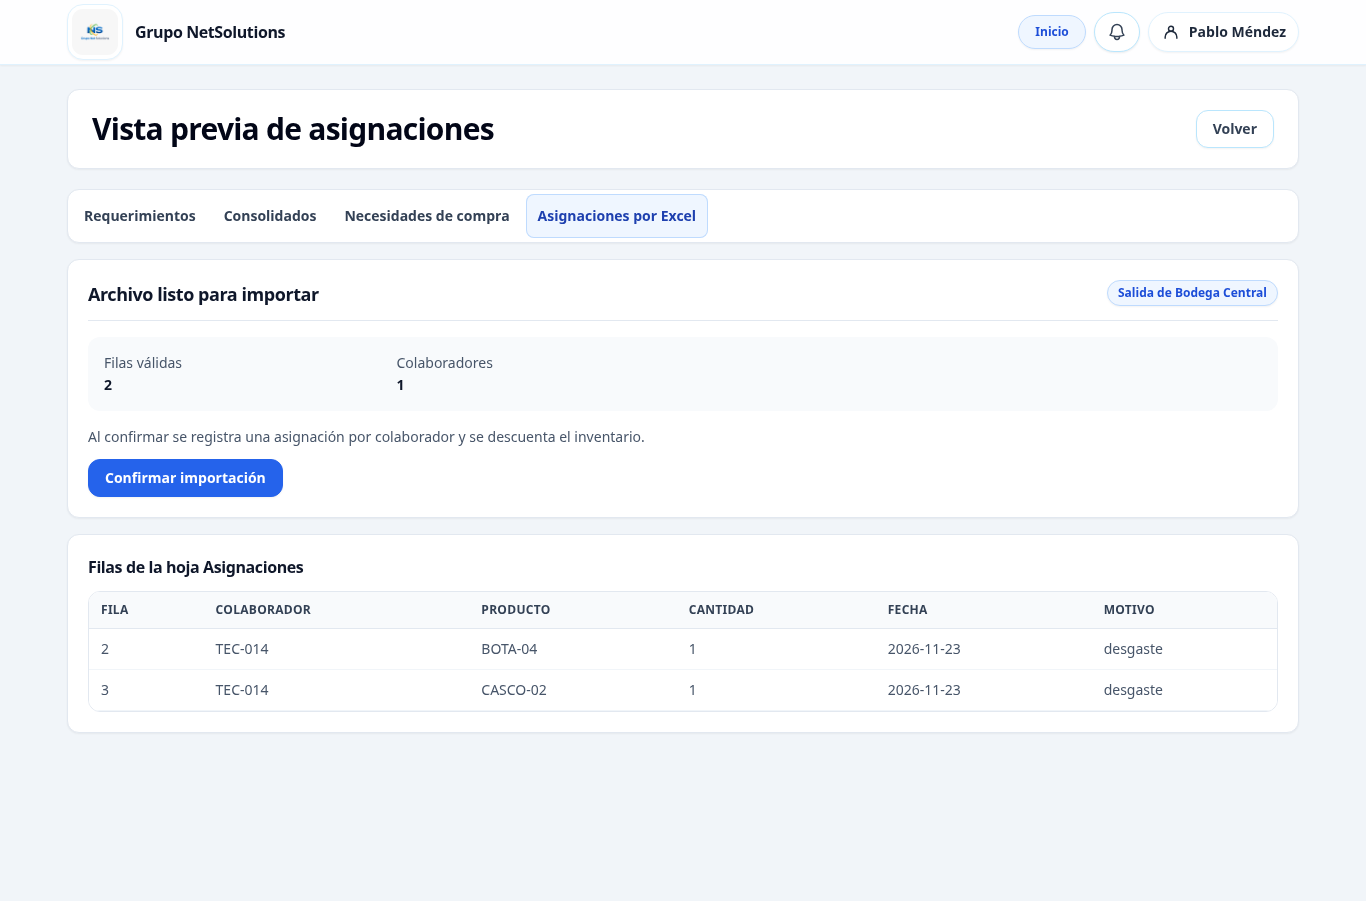 NS
Grupo NetSolutions
Inicio
Pablo Méndez
Vista previa de asignaciones
Volver
Requerimientos
Consolidados
Necesidades de compra
Asignaciones por Excel
Archivo listo para importar
Salida de Bodega Central
Filas válidas
2
Colaboradores
1
Al confirmar se registra una asignación por colaborador y se descuenta el inventario.
Confirmar importación
Filas de la hoja Asignaciones
FILA COLABORADOR PRODUCTO CANTIDAD FECHA MOTIVO
2 TEC-014 BOTA-04 1 2026-11-23 desgaste
3 TEC-014 CASCO-02 1 2026-11-23 desgaste